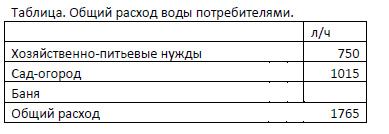 Таблица. Общий расход воды потребителями.
л/ч
Хозяйственно-питьевые нужды 750
Сад-огород 1015
Баня
Общий расход 1765